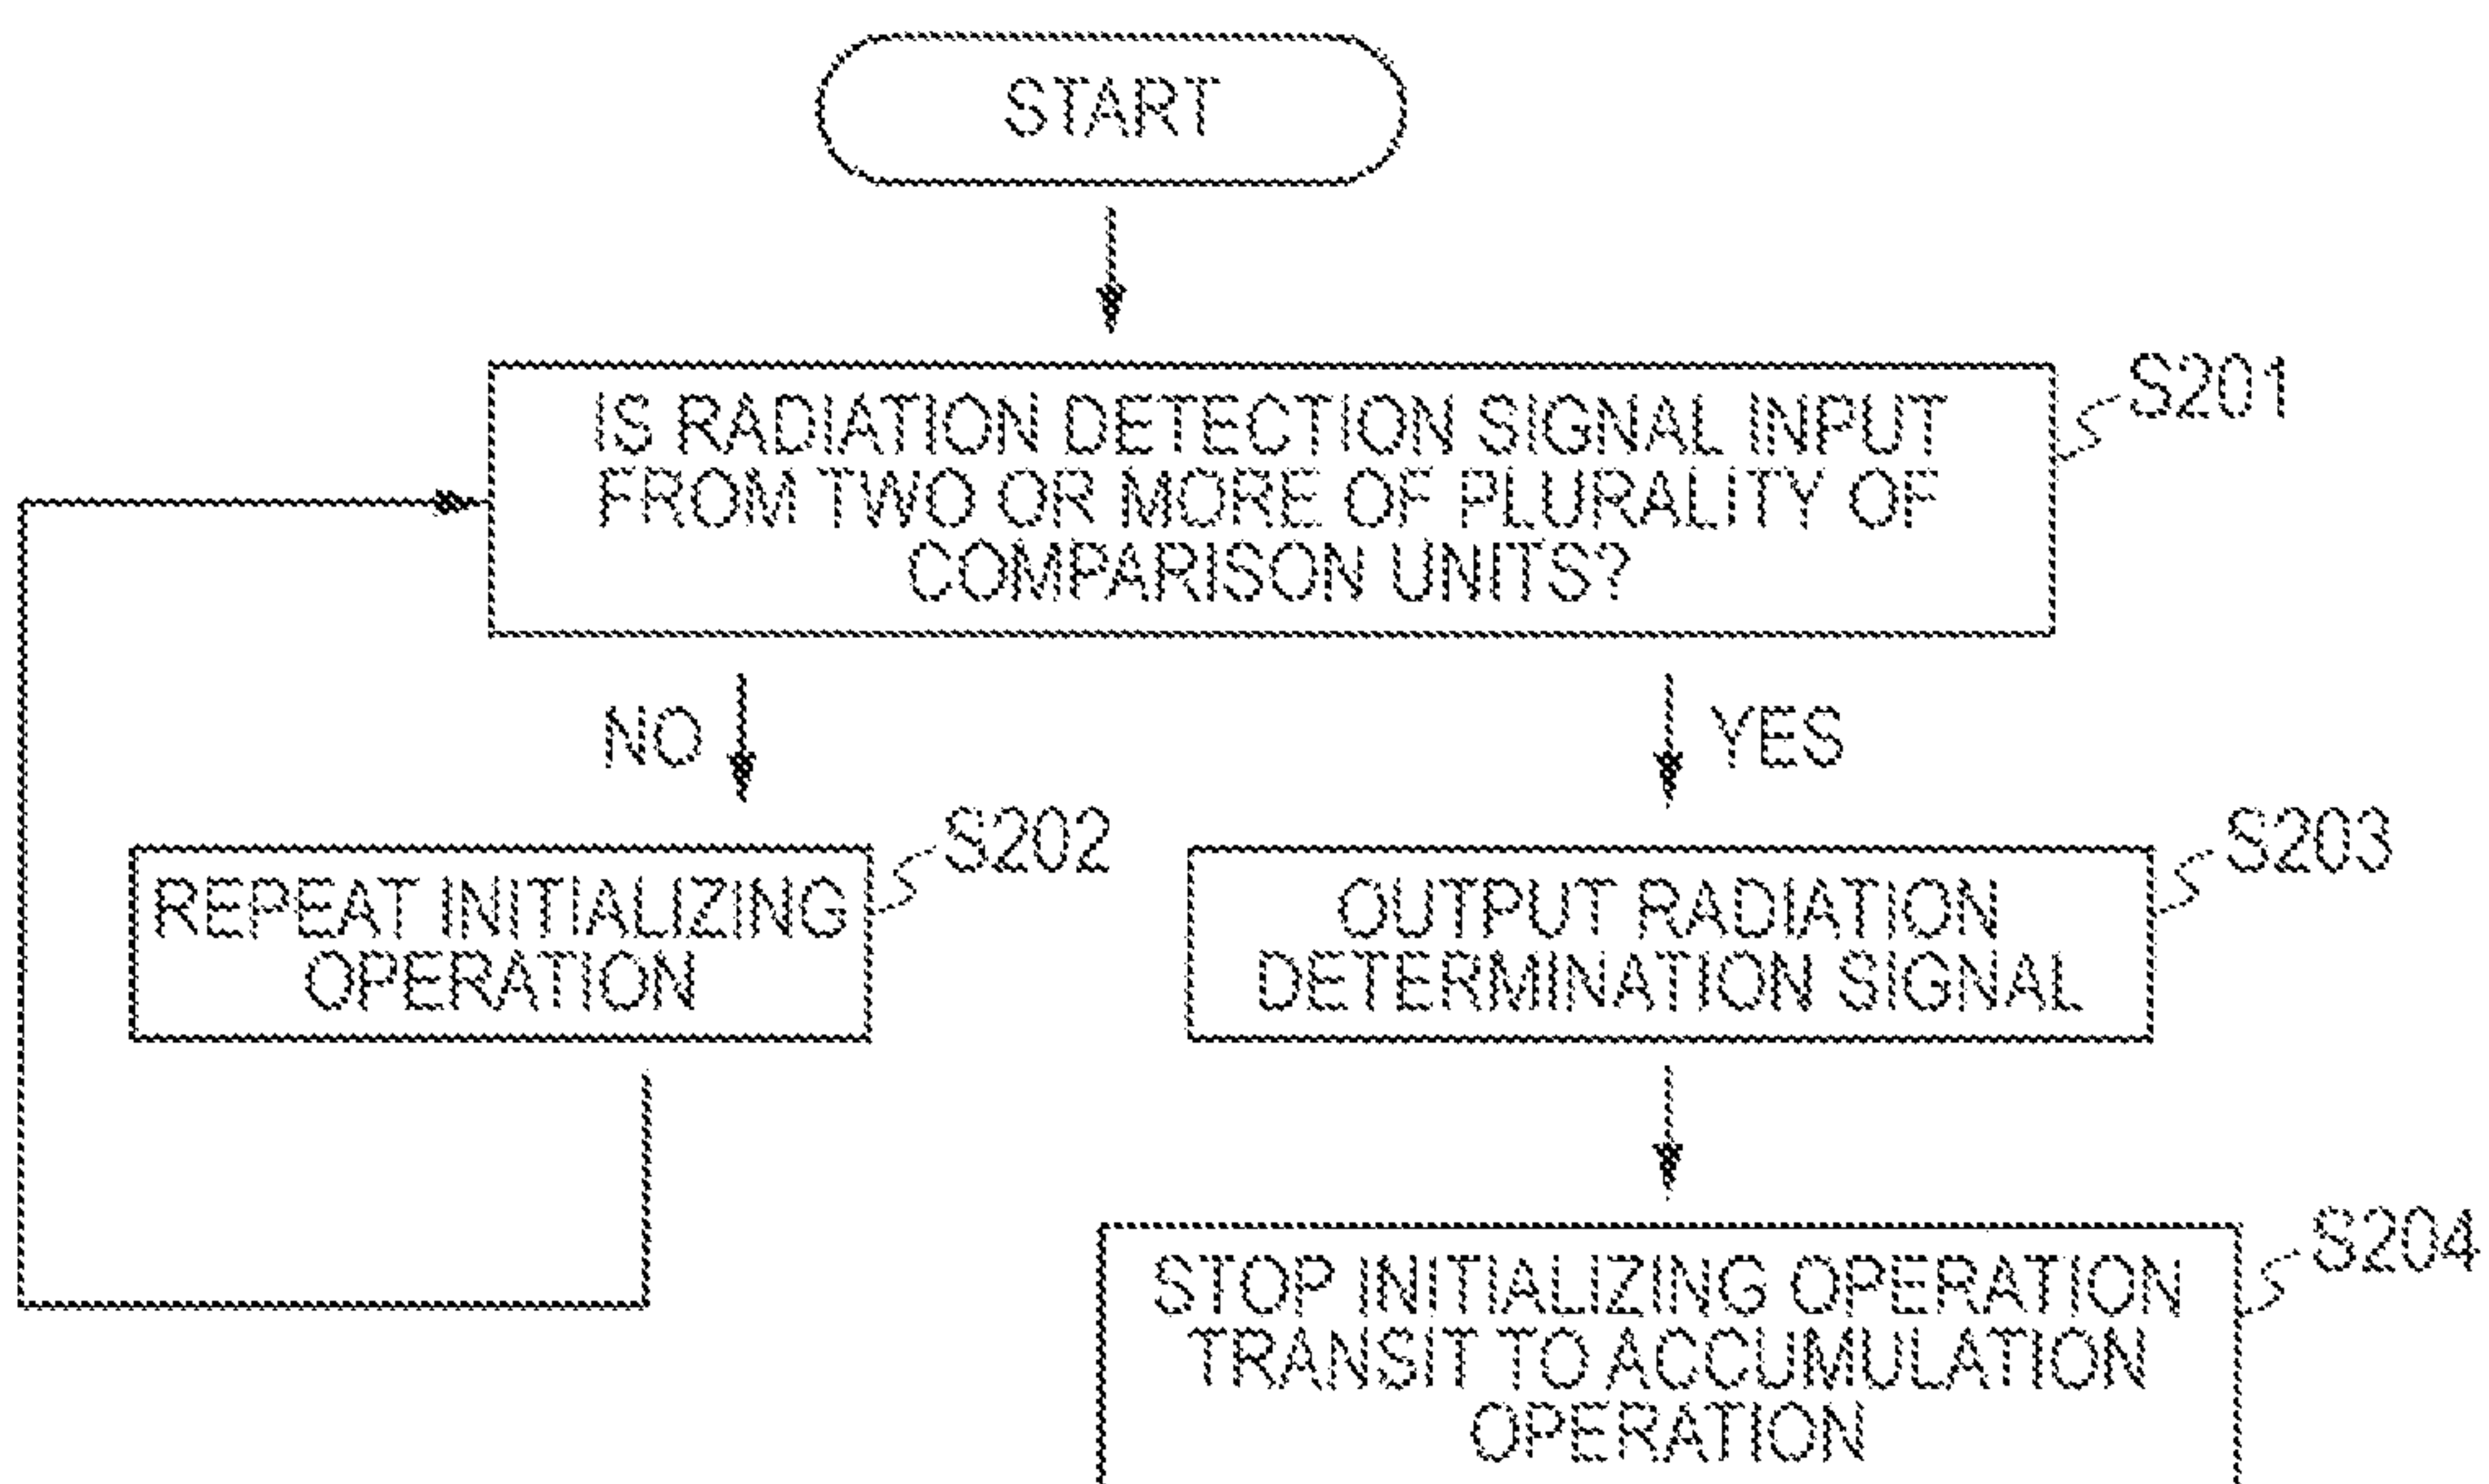 START
IS RADIATION DETECTION SIGNAL INPUT
FROM TWO OR MORE OF PLURALITY OF
COMPARISON UNITS?
S201
NO
YES
REPEAT INITIALIZING
OPERATION
S202
OUTPUT RADIATION
DETERMINATION SIGNAL
S203
STOP INITIALIZING OPERATION
TRANSIT TO ACCUMULATION
OPERATION
S204